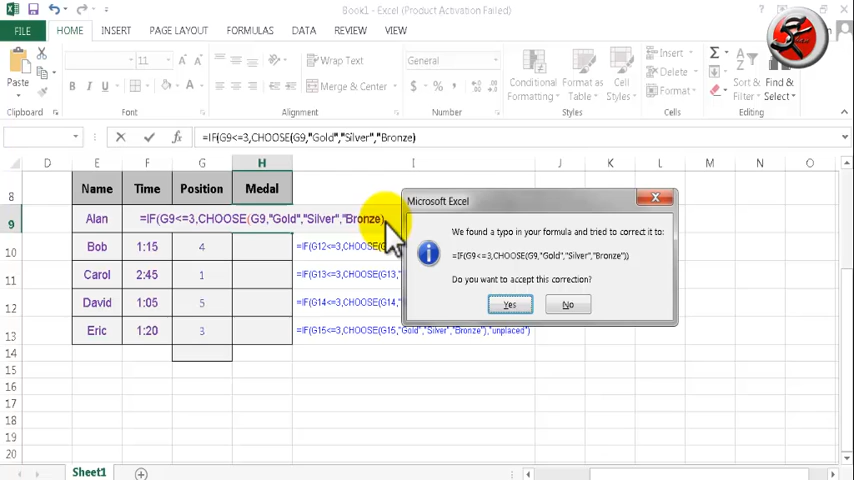 Book1 - Excel (Product Activation Failed)
FILE HOME INSERT PAGE LAYOUT FORMULAS DATA REVIEW VIEW
Paste
11
Wrap Text
General
Merge & Center
Conditional Formatting
Format as Table
Cell Styles
Insert
Delete
Format
Sort & Filter
Find & Select
Clipboard Font Alignment Number Styles Cells Editing
=IF(G9<=3,CHOOSE(G9,"Gold","Silver","Bronze)
D E F G H I J K L M N O
8 Name Time Position Medal
9 Alan =IF(G9<=3,CHOOSE(G9,"Gold","Silver","Bronze)
10 Bob 1:15 4 =IF(G12<=3,CHOOSE(G
11 Carol 2:45 1 =IF(G13<=3,CHOOSE(G13,"
12 David 1:05 5 =IF(G14<=3,CHOOSE(G14,"
13 Eric 1:20 3 =IF(G15<=3,CHOOSE(G15,"Gold","Silver","Bronze"),"unplaced")
14
15
16
17
18
19
20
Microsoft Excel
We found a typo in your formula and tried to correct it to:
=IF(G9<=3,CHOOSE(G9,"Gold","Silver","Bronze"))
Do you want to accept this correction?
Yes No
Sheet1